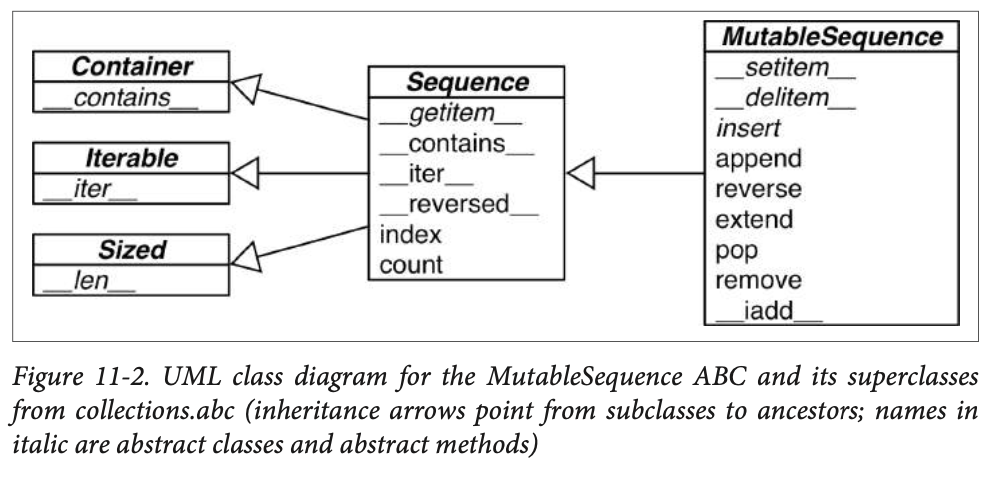 Container
__contains__
Iterable
__iter__
Sized
__len__
Sequence
__getitem__
__contains__
__iter__
__reversed__
index
count
MutableSequence
__setitem__
__delitem__
insert
append
reverse
extend
pop
remove
__iadd__
Figure 11-2. UML class diagram for the MutableSequence ABC and its superclasses
from collections.abc (inheritance arrows point from subclasses to ancestors; names in
italic are abstract classes and abstract methods)